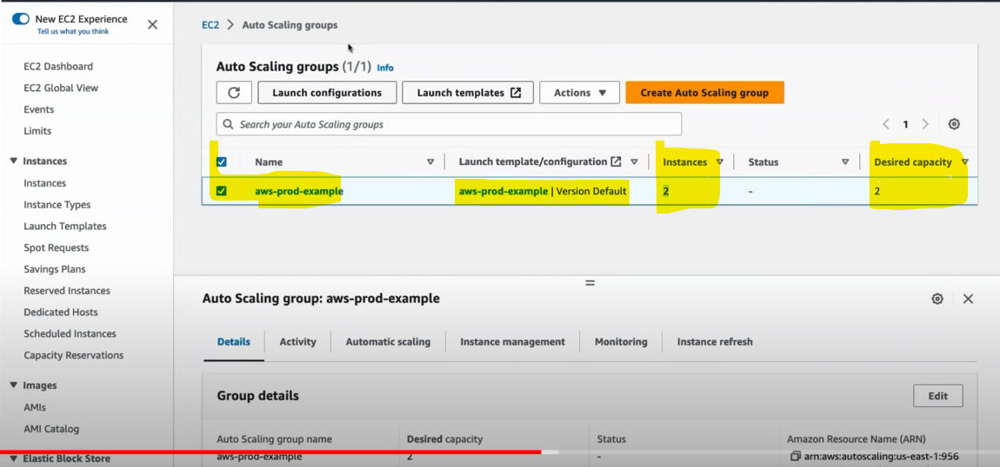 New EC2 Experience
Tell us what you think
EC2 Dashboard
EC2 Global View
Events
Limits
Instances
Instances
Instance Types
Launch Templates
Spot Requests
Savings Plans
Reserved Instances
Dedicated Hosts
Scheduled Instances
Capacity Reservations
Images
AMIs
AMI Catalog
Elastic Block Store
EC2 > Auto Scaling groups
Auto Scaling groups (1/1) Info
Launch configurations Launch templates Actions Create Auto Scaling group
Search your Auto Scaling groups 1
Name Launch template/configuration Instances Status Desired capacity
aws-prod-example aws-prod-example | Version Default 2 - 2
Auto Scaling group: aws-prod-example
Details Activity Automatic scaling Instance management Monitoring Instance refresh
Group details Edit
Auto Scaling group name Desired capacity Status Amazon Resource Name (ARN)
aws-prod-example 2 - arn:aws:autoscaling:us-east-1:956